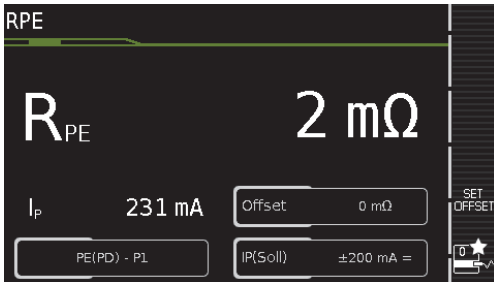 RPE
RPE 2 mΩ
IP 231 mA
Offset 0 mΩ
SET
OFFSET
PE(PD) - P1
IP(Soll) ±200 mA =
0